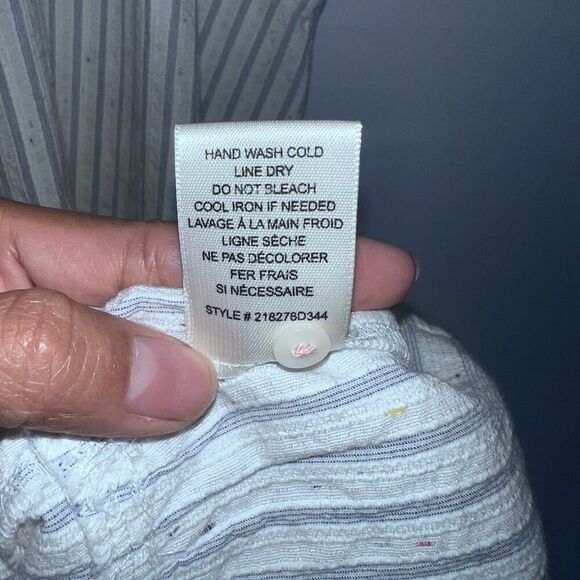 HAND WASH COLD
LINE DRY
DO NOT BLEACH
COOL IRON IF NEEDED
LAVAGE À LA MAIN FROID
LIGNE SÈCHE
NE PAS DÉCOLORER
FER FRAIS
SI NÉCESSAIRE
STYLE # 218278D344